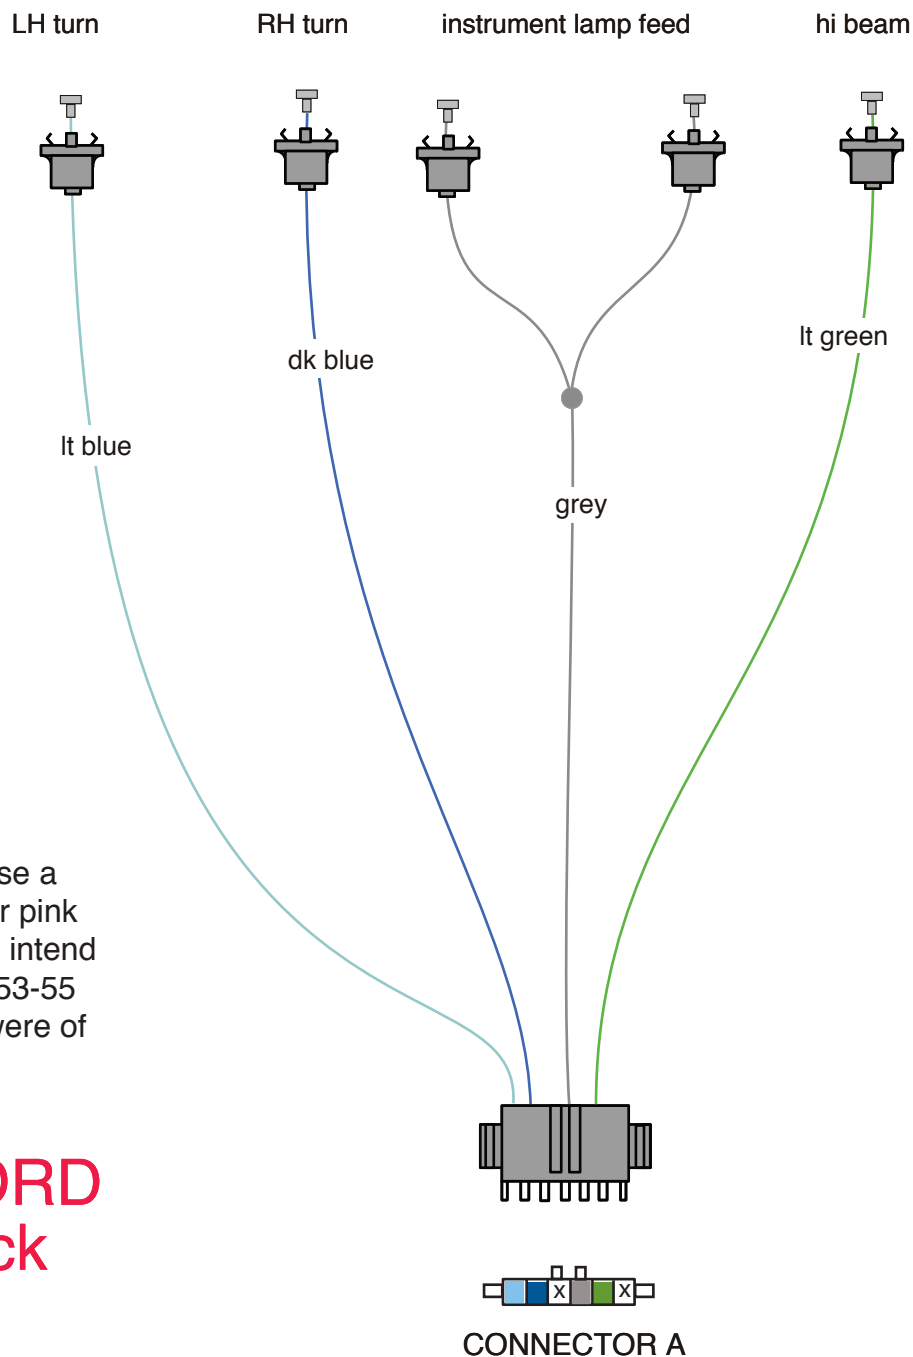 LH turn
RH turn
instrument lamp feed
hi beam
lt green
dk blue
lt blue
grey
se a
r pink
intend
53-55
were of
ORD
ck
X
X
CONNECTOR A